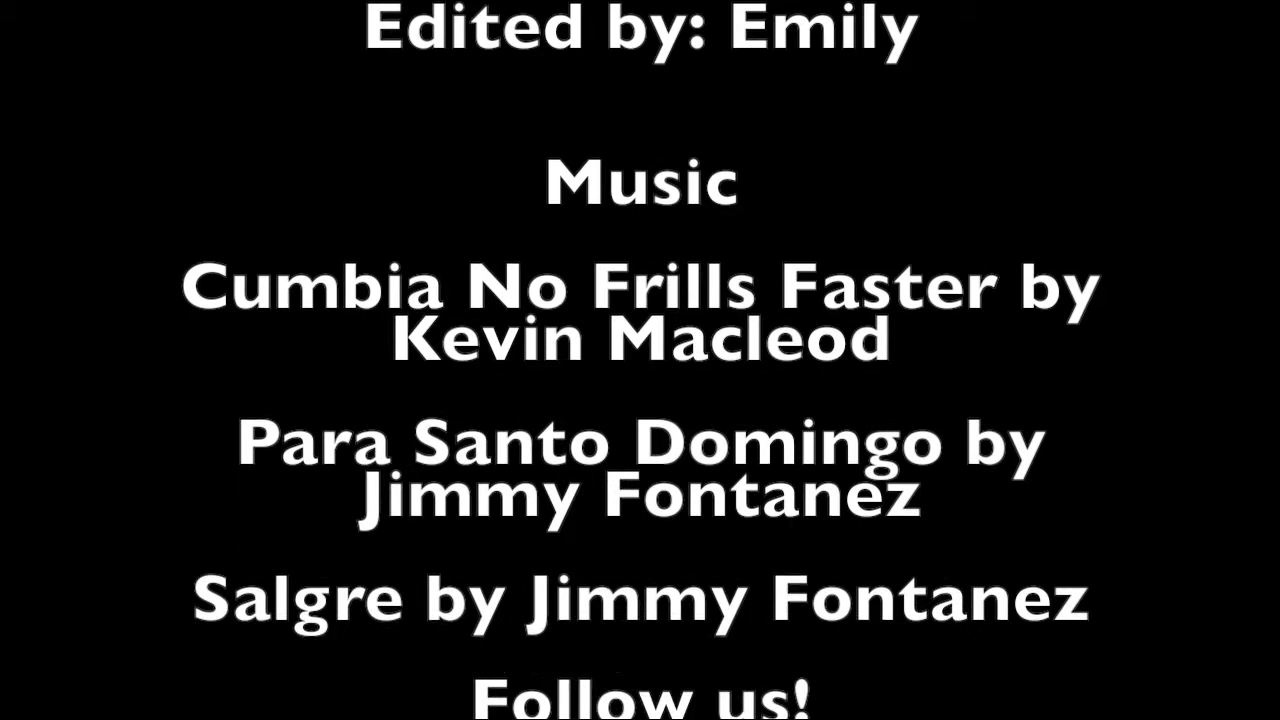 Edited by: Emily
Music
Cumbia No Frills Faster by
Kevin Macleod
Para Santo Domingo by
Jimmy Fontanez
Salgre by Jimmy Fontanez
Follow us!